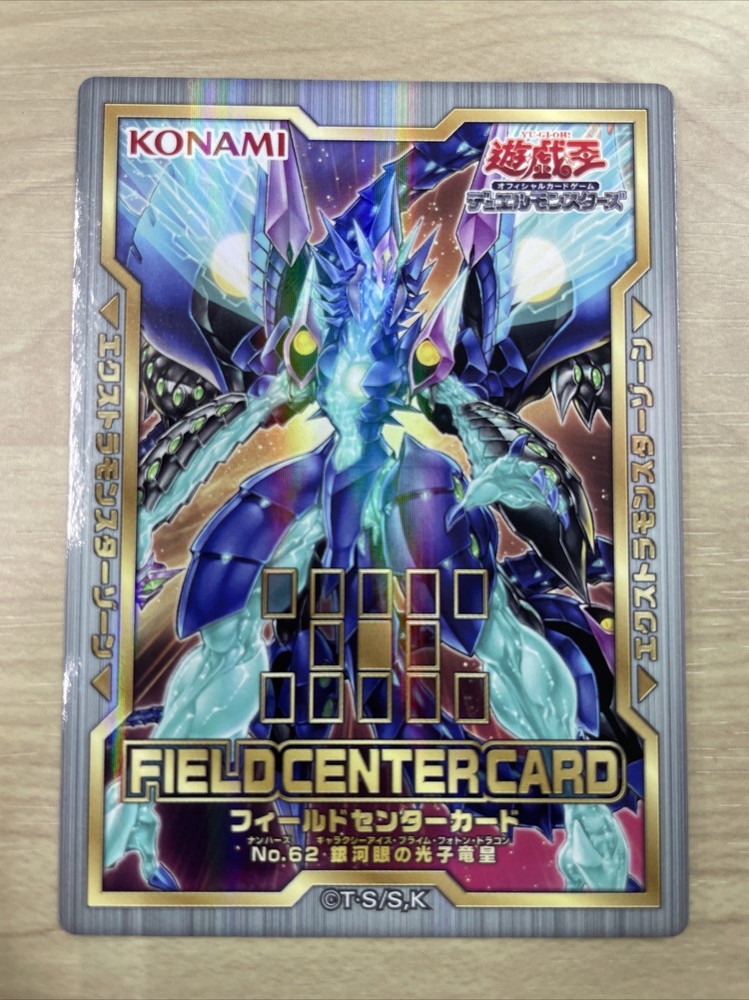 KONAMI
YU-GI-OH!
遊戯王
オフィシャルカードゲーム
デュエルモンスターズ
エクストラモンスターゾーン
エクストラモンスターゾーン
FIELD CENTER CARD
フィールドセンターカード
ナンバーズ ギャラクシーアイズ・プライム・フォトン・ドラゴン
No.62 銀河眼の光子竜皇
©T・S/S,K